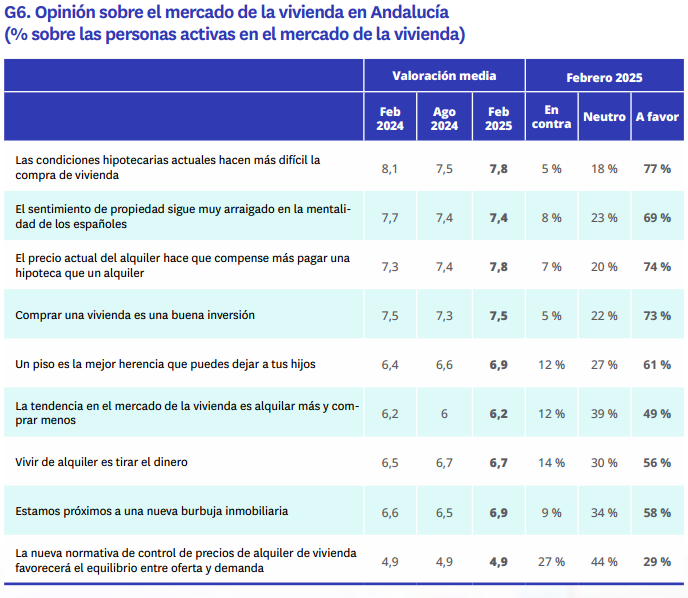 G6. Opinión sobre el mercado de la vivienda en Andalucía
(% sobre las personas activas en el mercado de la vivienda)
Valoración media Febrero 2025
Feb 2024 Ago 2024 Feb 2025 En contra Neutro A favor
Las condiciones hipotecarias actuales hacen más difícil la
compra de vivienda 8,1 7,5 7,8 5 % 18 % 77 %
El sentimiento de propiedad sigue muy arraigado en la mentali-
dad de los españoles 7,7 7,4 7,4 8 % 23 % 69 %
El precio actual del alquiler hace que compense más pagar una
hipoteca que un alquiler 7,3 7,4 7,8 7 % 20 % 74 %
Comprar una vivienda es una buena inversión 7,5 7,3 7,5 5 % 22 % 73 %
Un piso es la mejor herencia que puedes dejar a tus hijos 6,4 6,6 6,9 12 % 27 % 61 %
La tendencia en el mercado de la vivienda es alquilar más y com-
prar menos 6,2 6 6,2 12 % 39 % 49 %
Vivir de alquiler es tirar el dinero 6,5 6,7 6,7 14 % 30 % 56 %
Estamos próximos a una nueva burbuja inmobiliaria 6,6 6,5 6,9 9 % 34 % 58 %
La nueva normativa de control de precios de alquiler de vivienda
favorecerá el equilibrio entre oferta y demanda 4,9 4,9 4,9 27 % 44 % 29 %